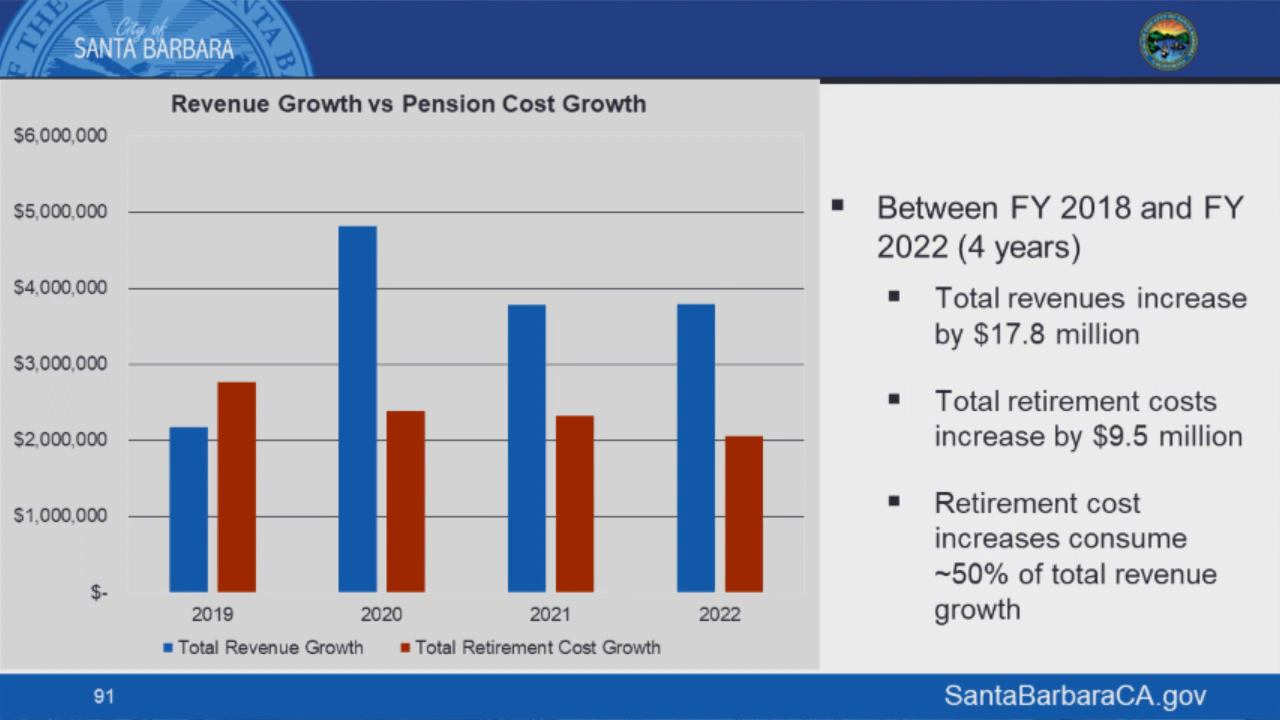 City of
SANTA BARBARA
Revenue Growth vs Pension Cost Growth
$6,000,000
$5,000,000
$4,000,000
$3,000,000
$2,000,000
$1,000,000
$-
2019 2020 2021 2022
Total Revenue Growth Total Retirement Cost Growth
Between FY 2018 and FY
2022 (4 years)
Total revenues increase
by $17.8 million
Total retirement costs
increase by $9.5 million
Retirement cost
increases consume
~50% of total revenue
growth
91
SantaBarbaraCA.gov